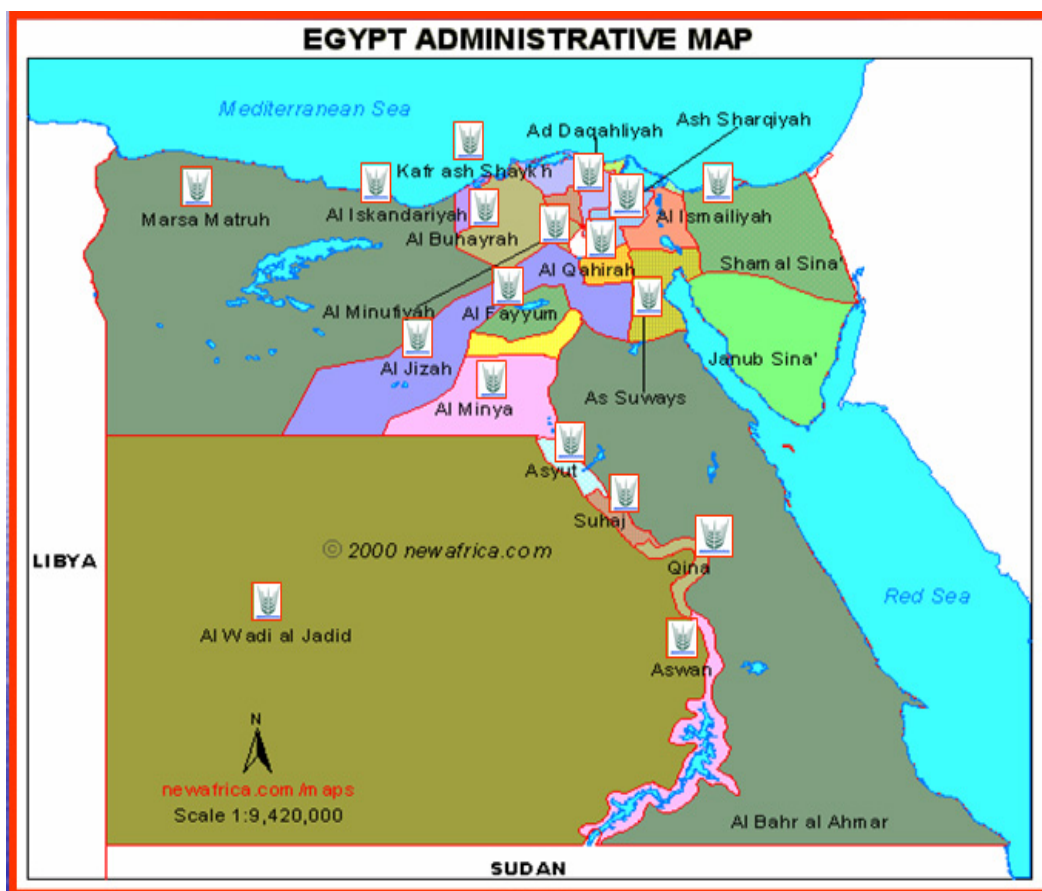 EGYPT ADMINISTRATIVE MAP
Mediterranean Sea
Ad Daqahliyah
Ash Sharqiyah
Kafr ash Shaykh
Marsa Matruh
Al Iskandariyah
Al Ismailiyah
Al Buhayrah
Shamal Sina'
Al Qahirah
Al Minufiyah
Al Fayyum
Al Jizah
Janub Sina'
As Suways
Al Minya
Asyut
Suhaj
© 2000 newafrica.com
LIBYA
Qina
Red Sea
Al Wadi al Jadid
Aswan
N
newafrica.com/maps
Scale 1:9,420,000
Al Bahr al Ahmar
SUDAN